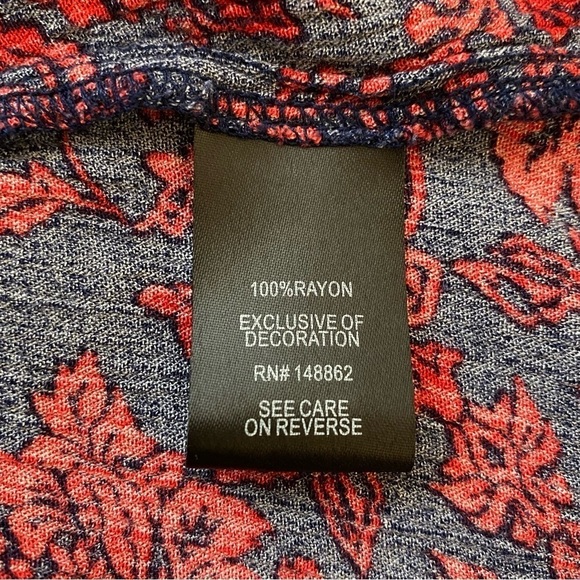 100%RAYON
EXCLUSIVE OF
DECORATION
RN# 148862
SEE CARE
ON REVERSE